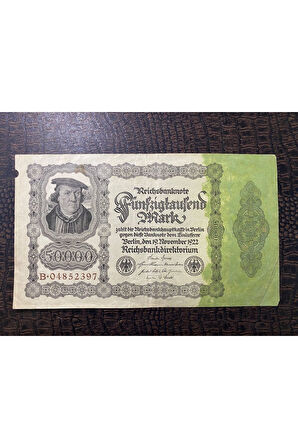 Reichsbanknote
Fünfzigtausend
Mark
zahlt die Reichsbankhauptkasse in Berlin
gegen diese Banknote dem Einlieferer
Berlin, den 19. November 1922
Reichsbankdirektorium
50000
B·04852397